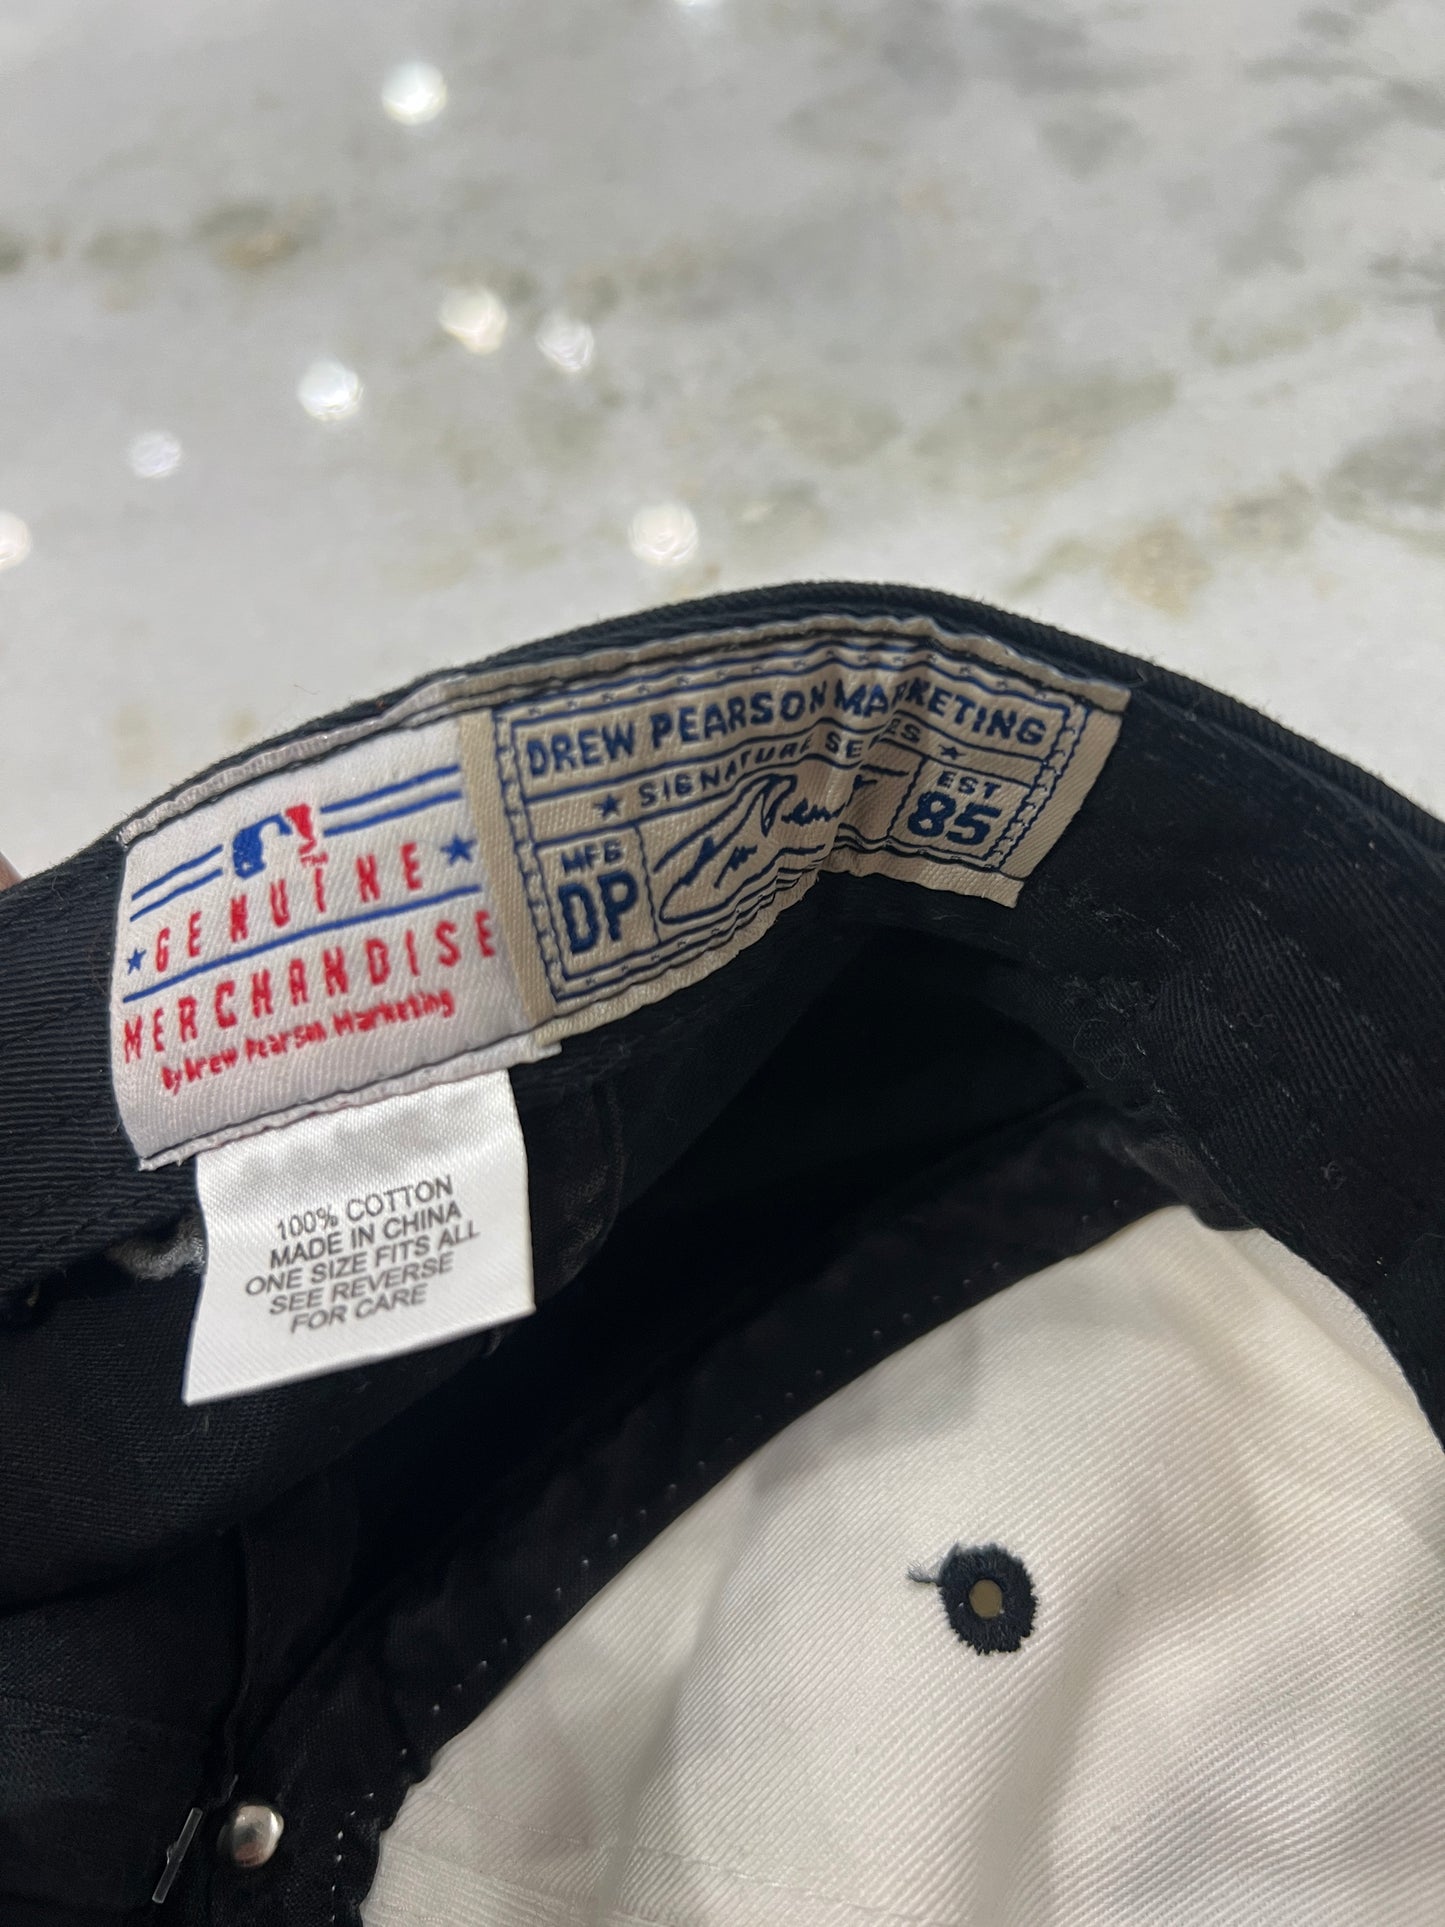 THE
★ GENUINE ★
MERCHANDISE
by Drew Pearson Marketing
DREW PEARSON MARKETING
★ SIGNATURE SERIES ★
MFG
DP
EST
85
100% COTTON
MADE IN CHINA
ONE SIZE FITS ALL
SEE REVERSE
FOR CARE